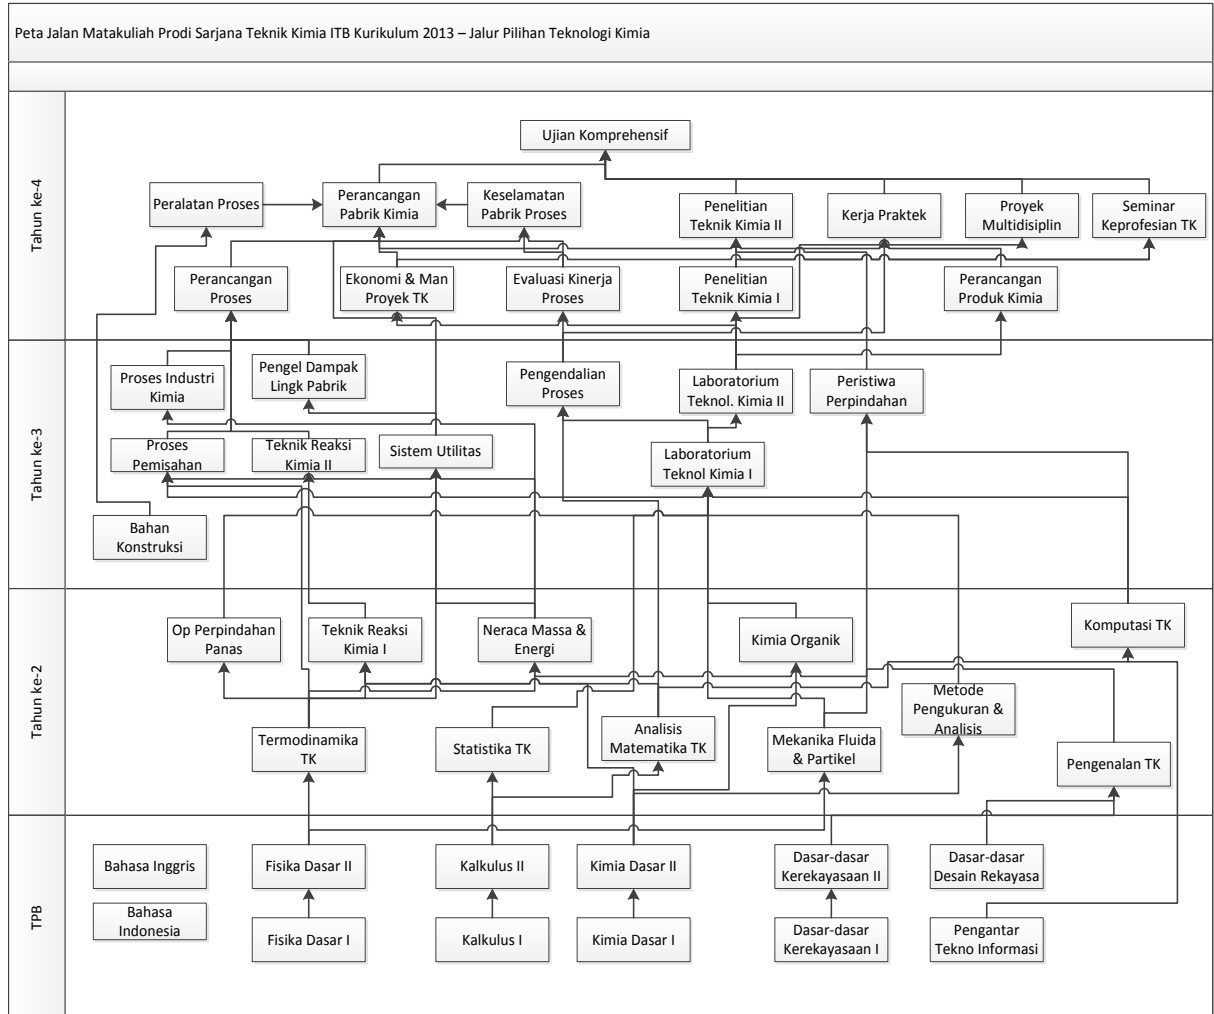 Peta Jalan Matakuliah Prodi Sarjana Teknik Kimia ITB Kurikulum 2013 – Jalur Pilihan Teknologi Kimia
Tahun ke-4
Ujian Komprehensif
Peralatan Proses
Perancangan
Pabrik Kimia
Keselamatan
Pabrik Proses
Penelitian
Teknik Kimia II
Kerja Praktek
Proyek
Multidisiplin
Seminar
Keprofesian TK
Perancangan
Proses
Ekonomi & Man
Proyek TK
Evaluasi Kinerja
Proses
Penelitian
Teknik Kimia I
Perancangan
Produk Kimia
Tahun ke-3
Proses Industri
Kimia
Pengel Dampak
Lingk Pabrik
Pengendalian
Proses
Laboratorium
Teknol. Kimia II
Peristiwa
Perpindahan
Proses
Pemisahan
Teknik Reaksi
Kimia II
Sistem Utilitas
Laboratorium
Teknol Kimia I
Bahan
Konstruksi
Tahun ke-2
Op Perpindahan
Panas
Teknik Reaksi
Kimia I
Neraca Massa &
Energi
Kimia Organik
Komputasi TK
Termodinamika
TK
Statistika TK
Analisis
Matematika TK
Mekanika Fluida
& Partikel
Metode
Pengukuran &
Analisis
Pengenalan TK
TPB
Bahasa Inggris
Fisika Dasar II
Kalkulus II
Kimia Dasar II
Dasar-dasar
Kerekayasaan II
Dasar-dasar
Desain Rekayasa
Bahasa
Indonesia
Fisika Dasar I
Kalkulus I
Kimia Dasar I
Dasar-dasar
Kerekayasaan I
Pengantar
Tekno Informasi